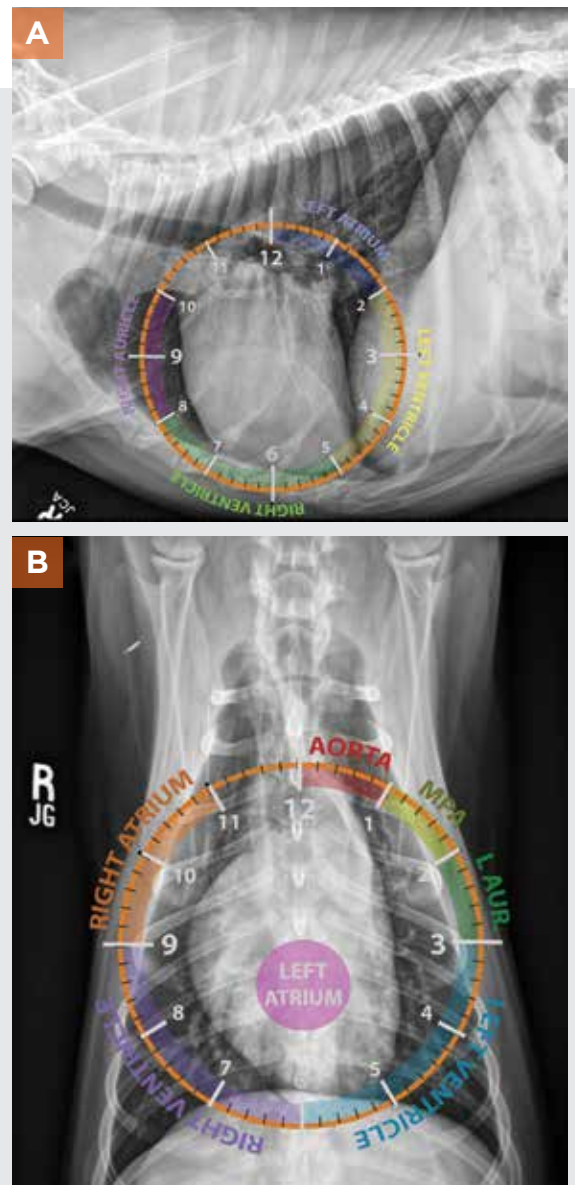 A
LEFT ATRIUM
12
11
1
10
2
RIGHT AURICLE
9
3
LEFT VENTRICLE
8
4
7
5
6
RIGHT VENTRICLE
JCA
B
R
JG
AORTA
MPA
RIGHT ATRIUM
12
11
1
10
2
L AUR.
9
3
LEFT
ATRIUM
8
4
RIGHT VENTRICLE
LEFT VENTRICLE
7
5
6